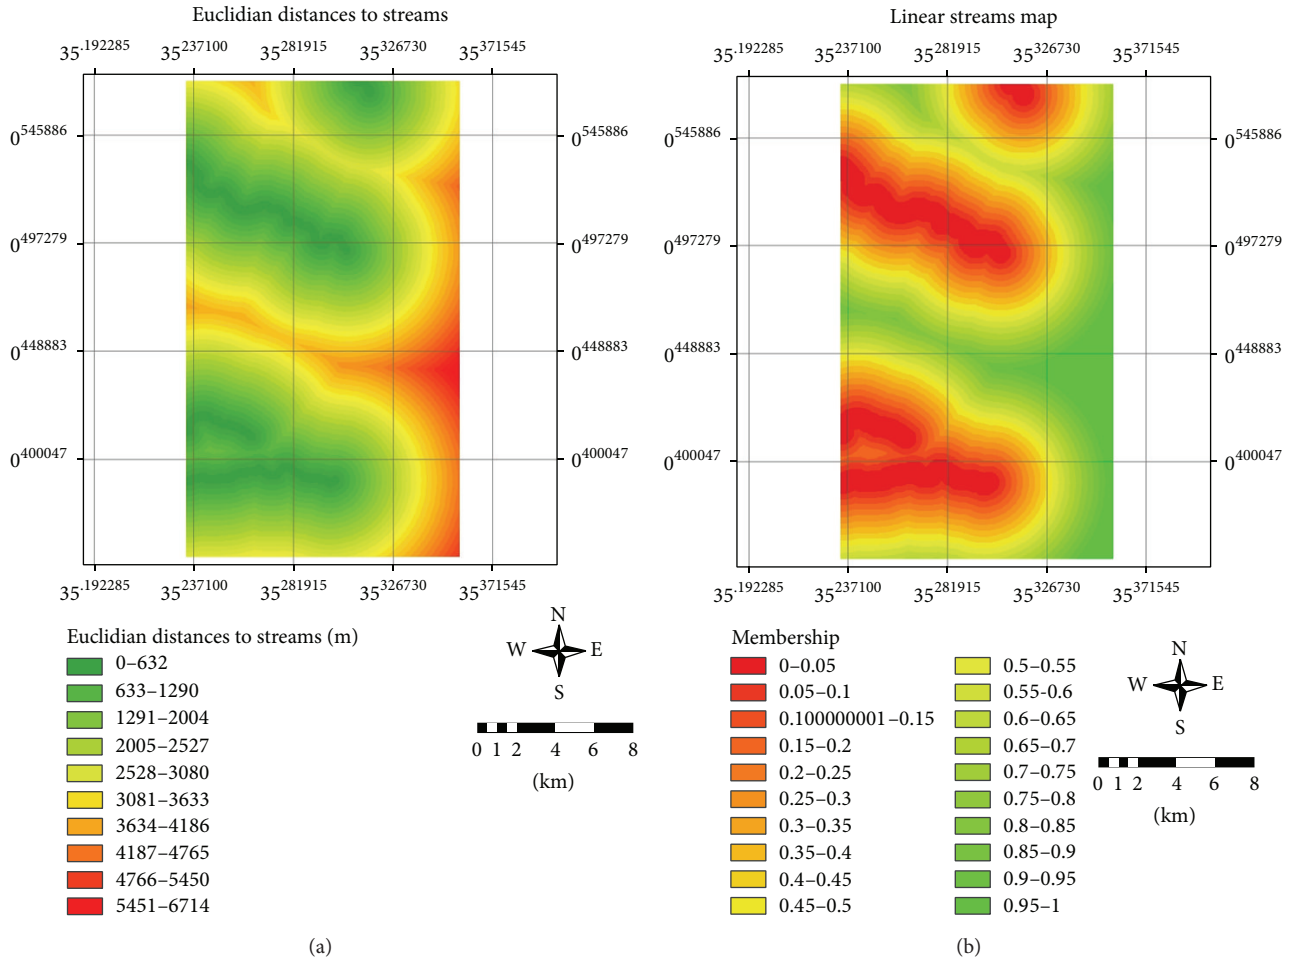 Euclidian distances to streams
35.192285 35237100 35281915 35326730 35371545
0545886 0545886
0497279 0497279
0448883 0448883
0400047 0400047
35.192285 35237100 35281915 35326730 35371545
Euclidian distances to streams (m)
0–632
633–1290
1291–2004
2005–2527
2528–3080
3081–3633
3634–4186
4187–4765
4766–5450
5451–6714
N
W E
S
0 1 2 4 6 8
(km)
(a)
Linear streams map
35.192285 35237100 35281915 35326730 35371545
0545886 0545886
0497279 0497279
0448883 0448883
0400047 0400047
35.192285 35237100 35281915 35326730 35371545
Membership
0–0.05
0.05–0.1
0.100000001–0.15
0.15–0.2
0.2–0.25
0.25–0.3
0.3–0.35
0.35–0.4
0.4–0.45
0.45–0.5
0.5–0.55
0.55-0.6
0.6–0.65
0.65–0.7
0.7–0.75
0.75–0.8
0.8–0.85
0.85–0.9
0.9–0.95
0.95–1
N
W E
S
0 1 2 4 6 8
(km)
(b)